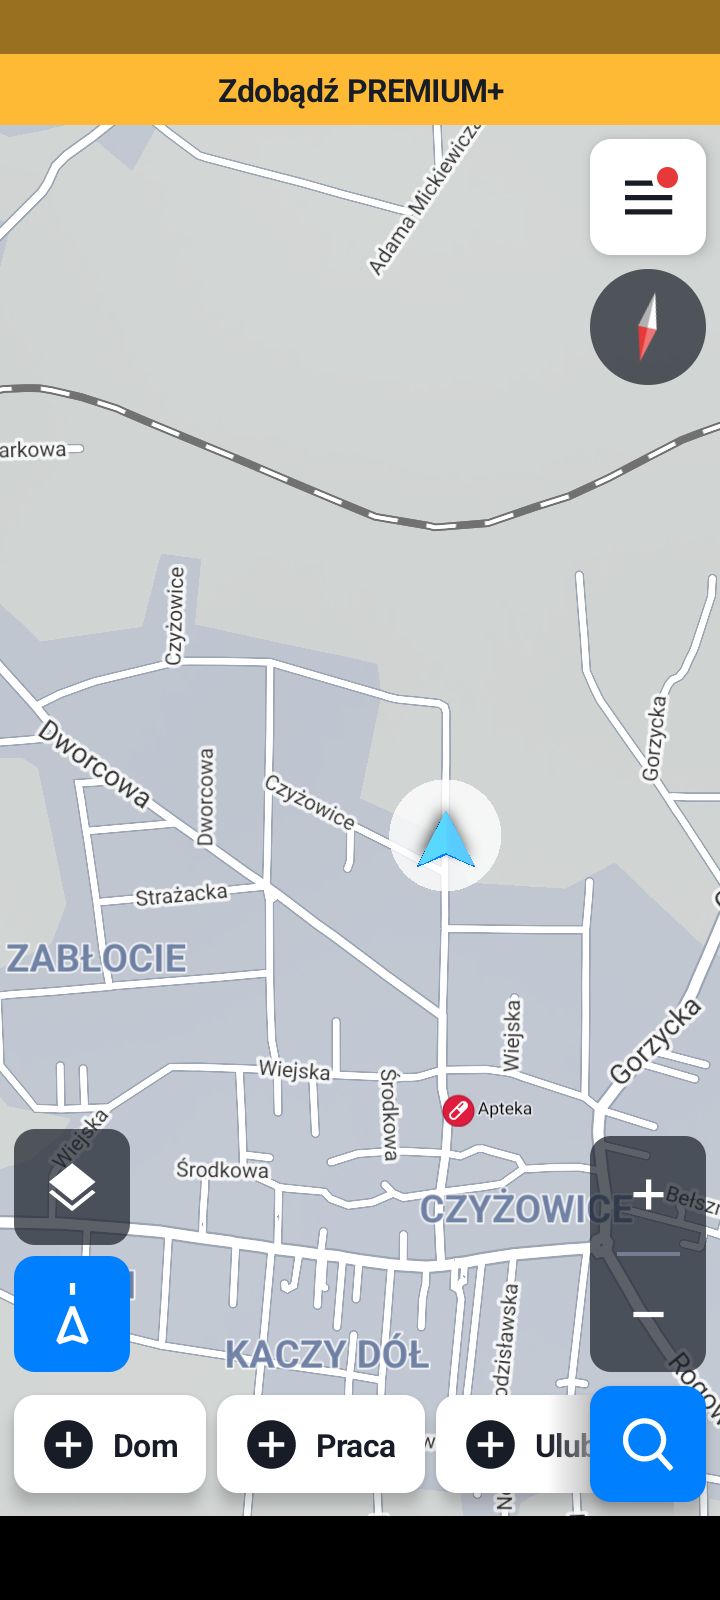 Zdobądź PREMIUM+
Adama Mickiewicza
arkowa
Czyżowice
Gorzycka
Dworcowa
Dworcowa
Czyżowice
Strażacka
ZABŁOCIE
Wiejska
Gorzycka
Wiejska
Środkowa
Apteka
Wiejska
Środkowa
CZYŻOWICE
Bełszn
odzisławska
KACZY DÓŁ
Rogow
Dom
Praca
w
Ulub